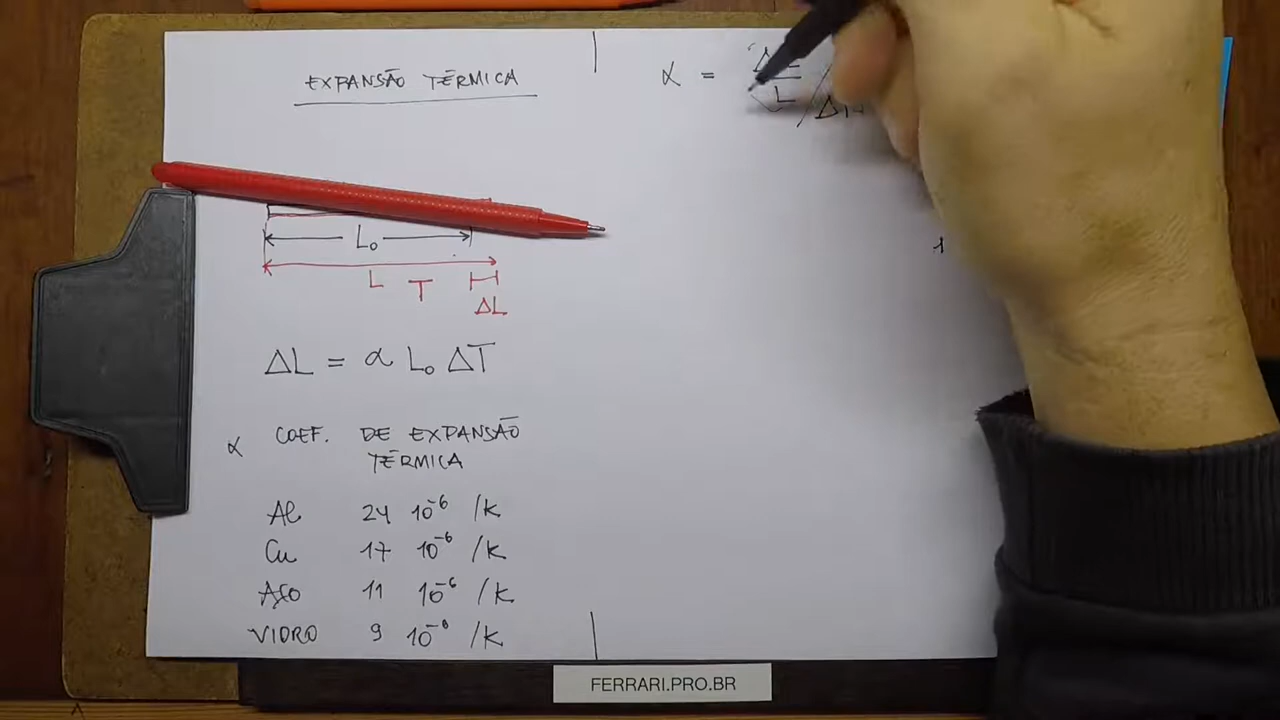 EXPANSÃO TÉRMICA
L₀
L T
ΔL
ΔL = α L₀ ΔT
α COEF. DE EXPANSÃO
TÉRMICA
Al 24 10⁻⁶ /K
Cu 17 10⁻⁶ /K
AÇO 11 10⁻⁶ /K
VIDRO 9 10⁻⁶ /K
α =
L
FERRARI.PRO.BR